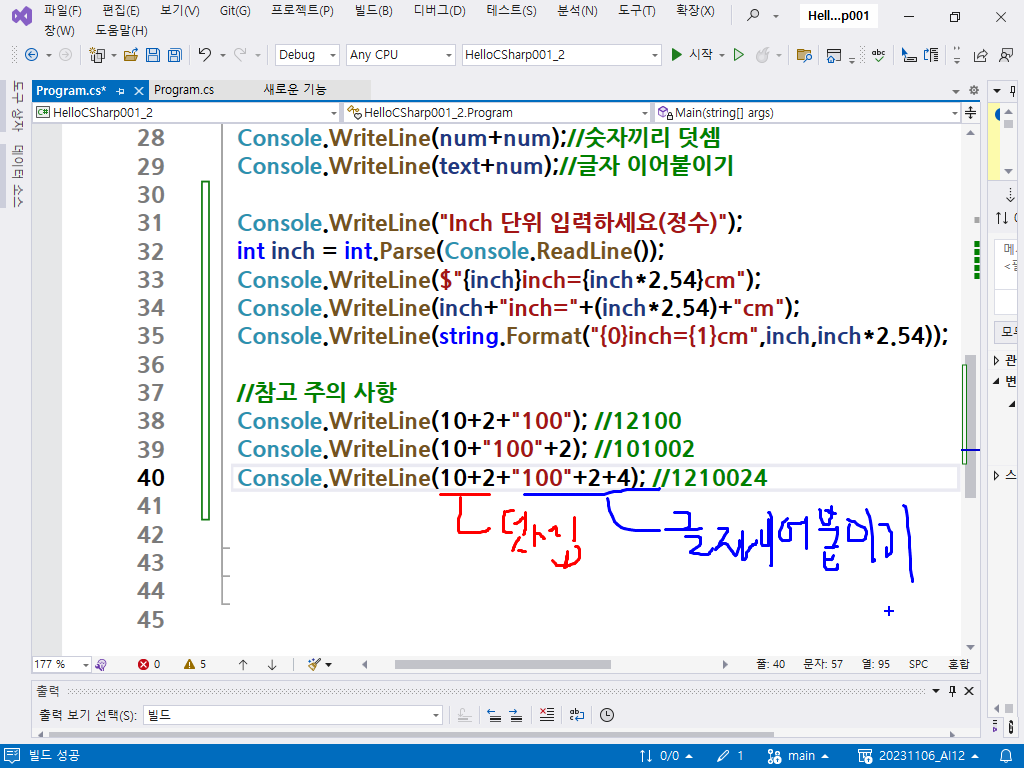 파일(F) 편집(E) 보기(V) Git(G) 프로젝트(P) 빌드(B) 디버그(D) 테스트(S) 분석(N) 도구(T) 확장(X)
창(W) 도움말(H)
Hell...p001
Debug Any CPU HelloCSharp001_2 시작
도구 상자
데이터 소스
Program.cs* Program.cs 새로운 기능
HelloCSharp001_2 HelloCSharp001_2.Program Main(string[] args)
28 Console.WriteLine(num+num);//숫자끼리 덧셈
29 Console.WriteLine(text+num);//글자 이어붙이기
30
31 Console.WriteLine("Inch 단위 입력하세요(정수)");
32 int inch = int.Parse(Console.ReadLine());
33 Console.WriteLine($"{inch}inch={inch*2.54}cm");
34 Console.WriteLine(inch+"inch="+(inch*2.54)+"cm");
35 Console.WriteLine(string.Format("{0}inch={1}cm",inch,inch*2.54));
36
37 //참고 주의 사항
38 Console.WriteLine(10+2+"100"); //12100
39 Console.WriteLine(10+"100"+2); //101002
40 Console.WriteLine(10+2+"100"+2+4); //1210024
41
42
43
44
45
덧셈
글자이어붙이기
177 % 0 5 줄: 40 문자: 57 열: 95 SPC 혼합
출력
출력 보기 선택(S): 빌드
빌드 성공 0/0 1 main 20231106_AI12